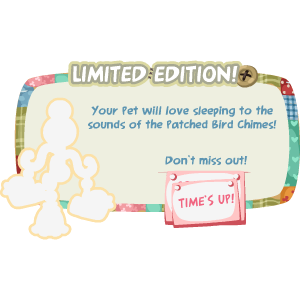 LIMITED EDITION!
Your Pet will love sleeping to the
sounds of the Patched Bird Chimes!
Don't miss out!
TIME'S UP!